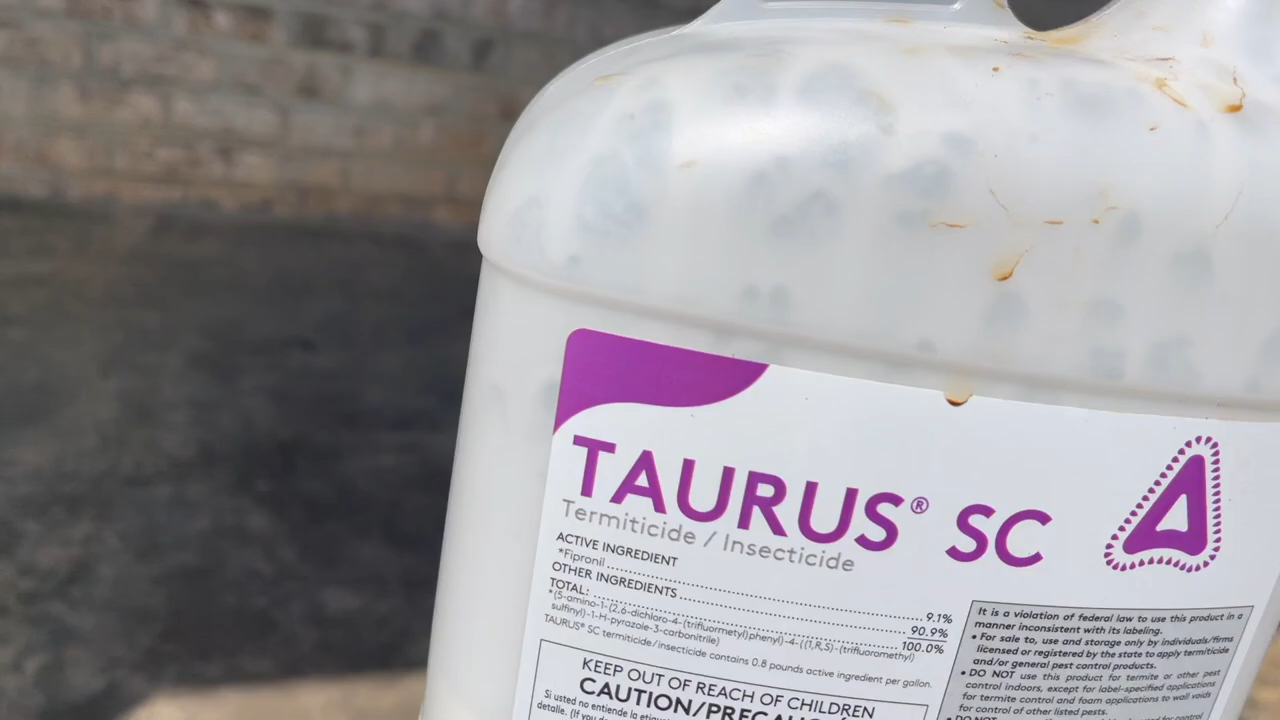 TAURUS® SC
Termiticide / Insecticide
ACTIVE INGREDIENT
*Fipronil 9.1%
OTHER INGREDIENTS 90.9%
TOTAL: 100.0%
*(5-amino-1-(2,6-dichloro-4-(trifluormetyl)phenyl)-4-((1,R,S)-(trifluoromethyl)
sulfinyl)-1-H-pyrazole-3-carbonitrile)
TAURUS® SC termiticide/insecticide contains 0.8 pounds active ingredient per gallon.
KEEP OUT OF REACH OF CHILDREN
CAUTION/
Si usted no entiende la
detalle. (If you
It is a violation of federal law to use this product in a
manner inconsistent with its labeling.
• For sale to, use and storage only by individuals/firms
licensed or registered by the state to apply termiticide
and/or general pest control products.
• DO NOT use this product for termite or other pest
control indoors, except for label-specified applications
for termite control and foam applications to wall voids
for control of other listed pests.
• DO NOT